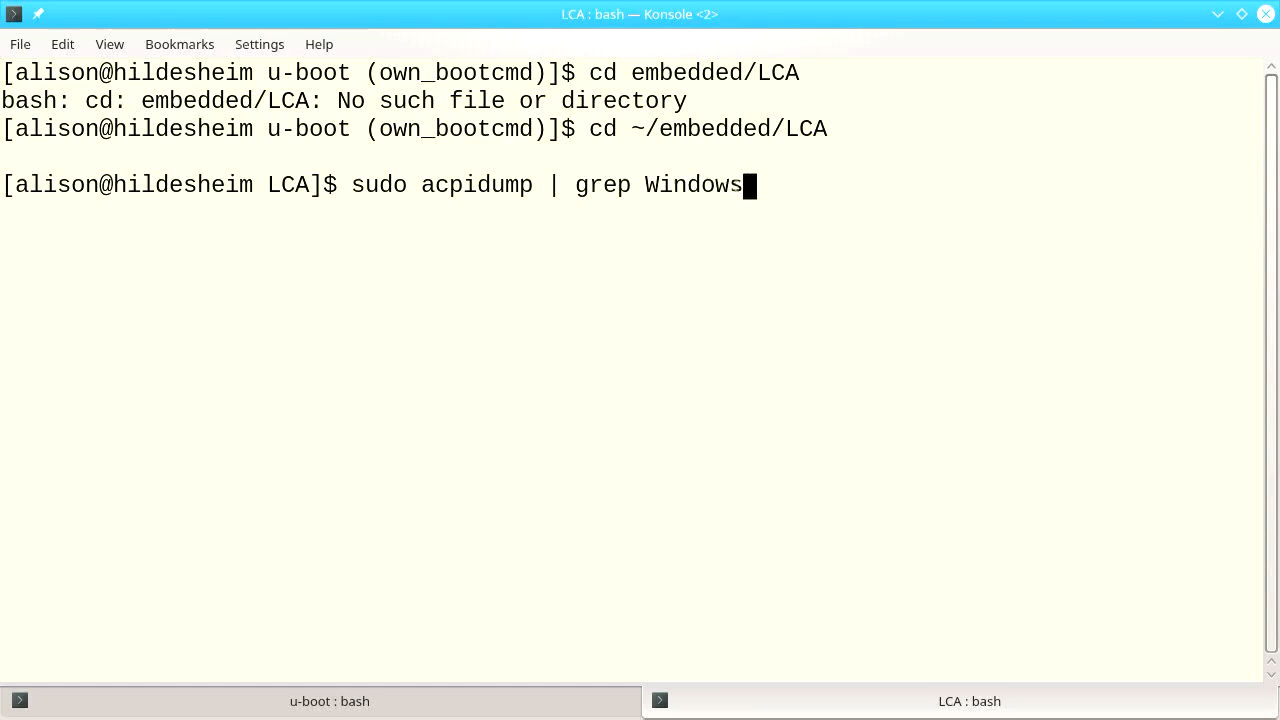 LCA : bash — Konsole <2>
File Edit View Bookmarks Settings Help
[alison@hildesheim u-boot (own_bootcmd)]$ cd embedded/LCA
bash: cd: embedded/LCA: No such file or directory
[alison@hildesheim u-boot (own_bootcmd)]$ cd ~/embedded/LCA
[alison@hildesheim LCA]$ sudo acpidump | grep Windows
u-boot : bash
LCA : bash